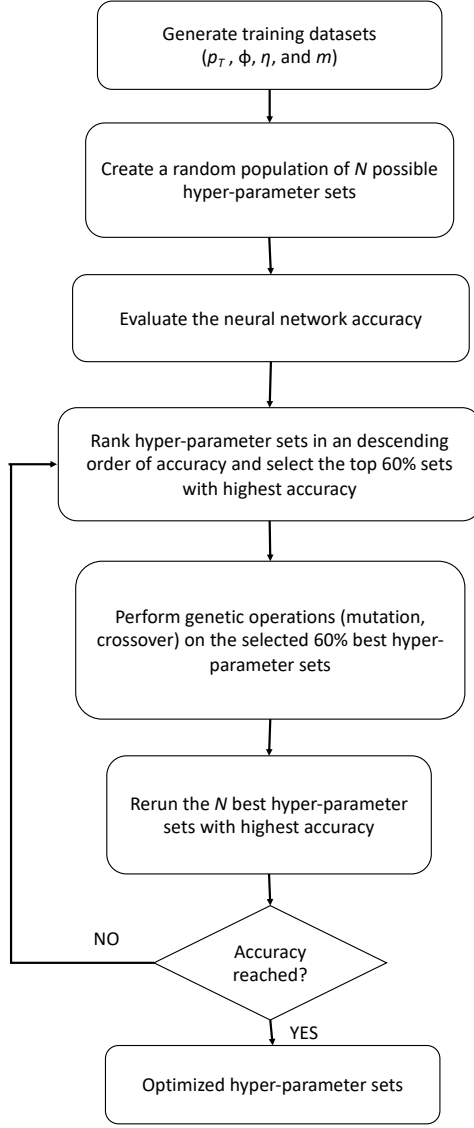 Generate training datasets
(p_T , ϕ, η, and m)
Create a random population of N possible
hyper-parameter sets
Evaluate the neural network accuracy
Rank hyper-parameter sets in an descending
order of accuracy and select the top 60% sets
with highest accuracy
Perform genetic operations (mutation,
crossover) on the selected 60% best hyper-
parameter sets
Rerun the N best hyper-parameter
sets with highest accuracy
NO
Accuracy
reached?
YES
Optimized hyper-parameter sets